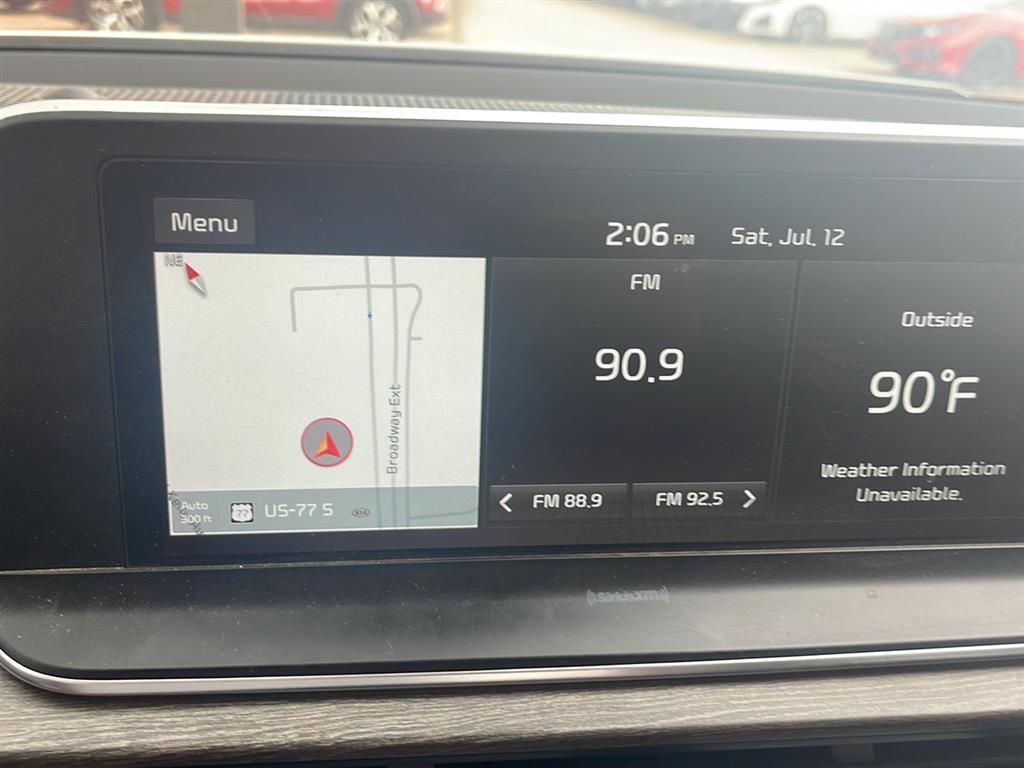 Menu
2:06 PM
Sat, Jul. 12
NE
FM
90.9
Outside
90°F
Weather Information
Unavailable.
Broadway Ext
Auto
300 ft
77
US-77 S
KIA
FM 88.9
FM 92.5
SiriusXM